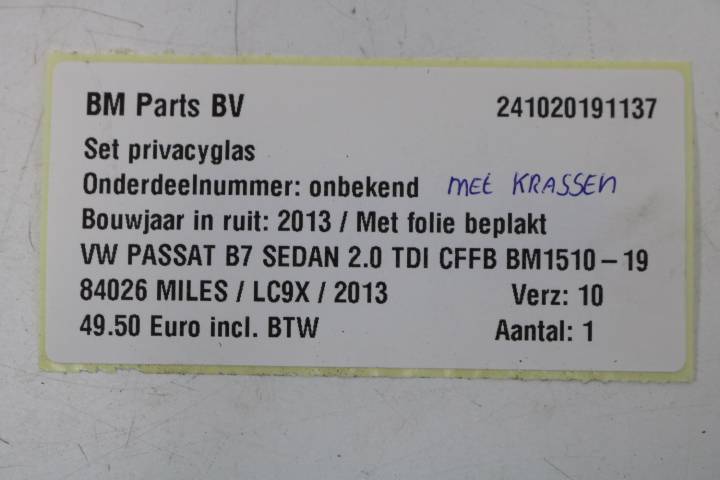 BM Parts BV 241020191137
Set privacyglas
Onderdeelnummer: onbekend met KRASSEN
Bouwjaar in ruit: 2013 / Met folie beplakt
VW PASSAT B7 SEDAN 2.0 TDI CFFB BM1510-19
84026 MILES / LC9X / 2013 Verz: 10
49.50 Euro incl. BTW Aantal: 1